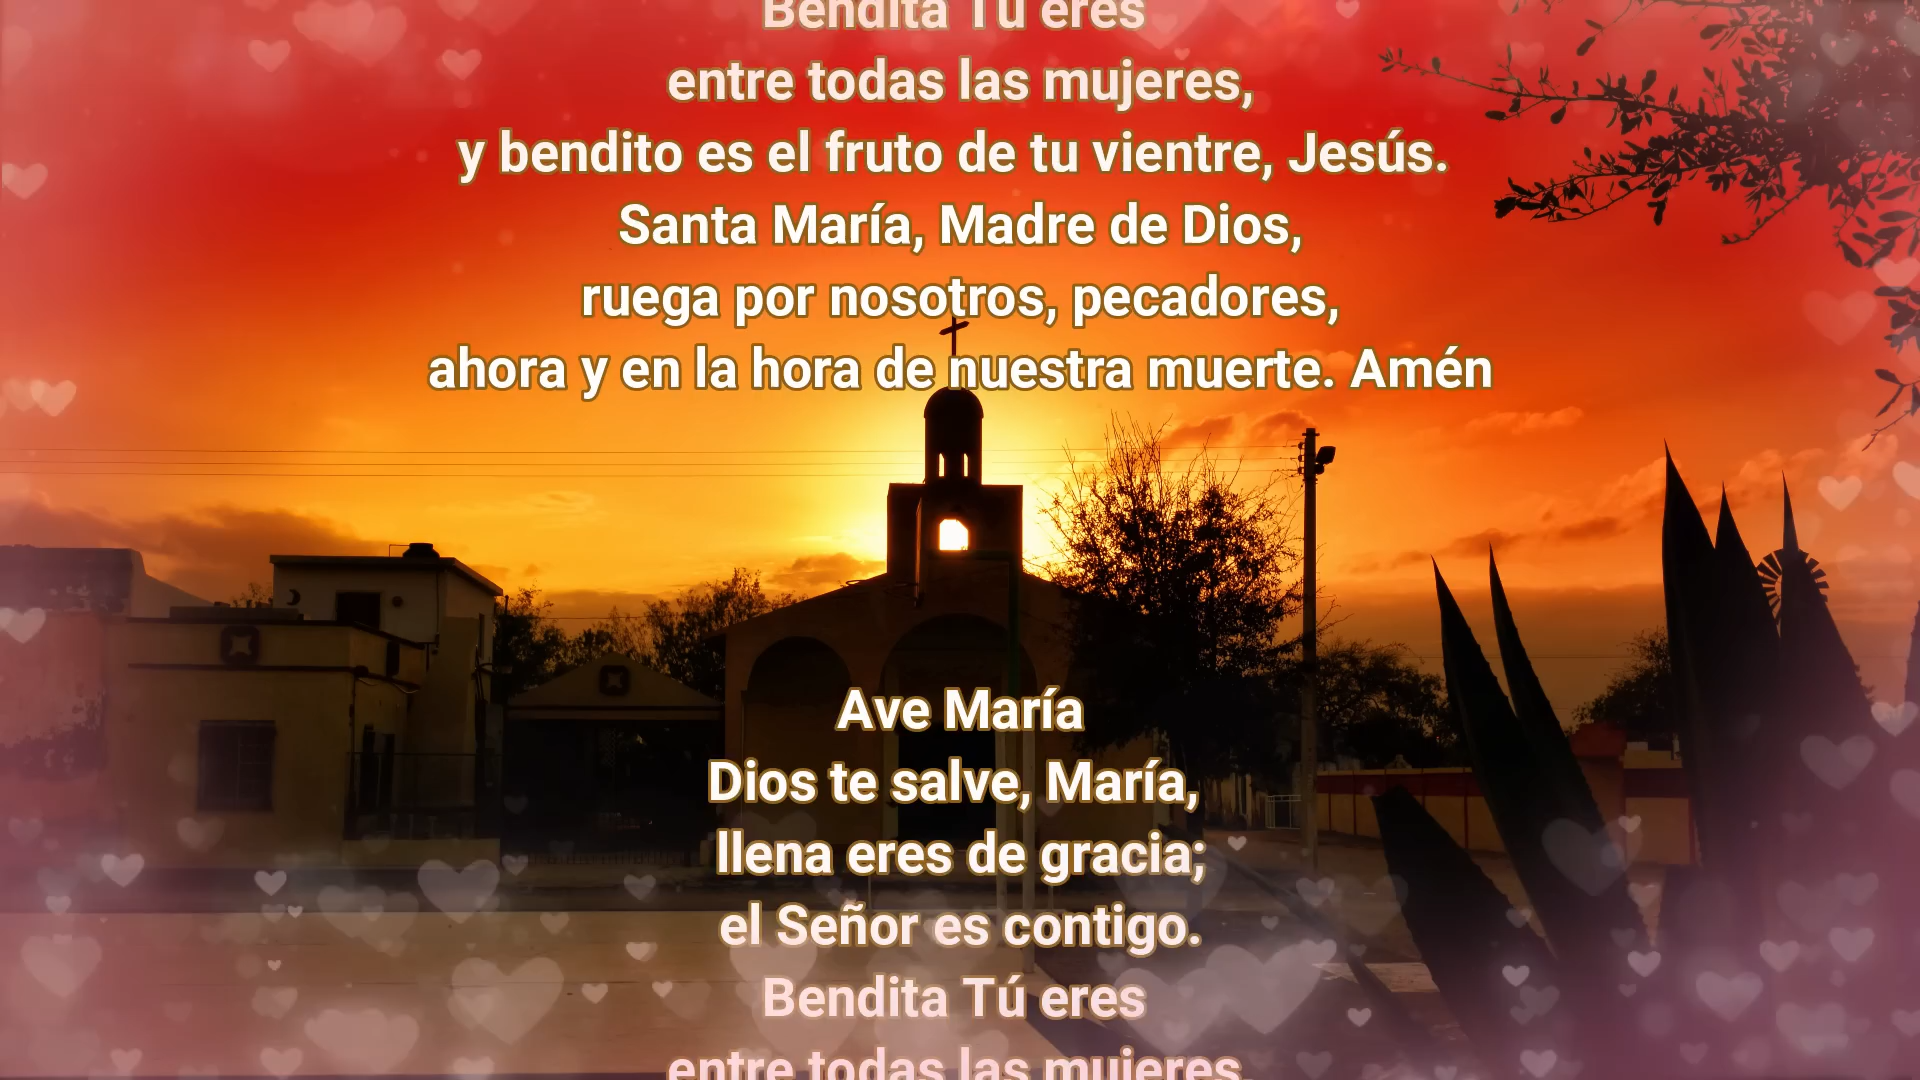 Bendita Tú eres
entre todas las mujeres,
y bendito es el fruto de tu vientre, Jesús.
Santa María, Madre de Dios,
ruega por nosotros, pecadores,
ahora y en la hora de nuestra muerte. Amén
Ave María
Dios te salve, María,
llena eres de gracia;
el Señor es contigo.
Bendita Tú eres
entre todas las mujeres,